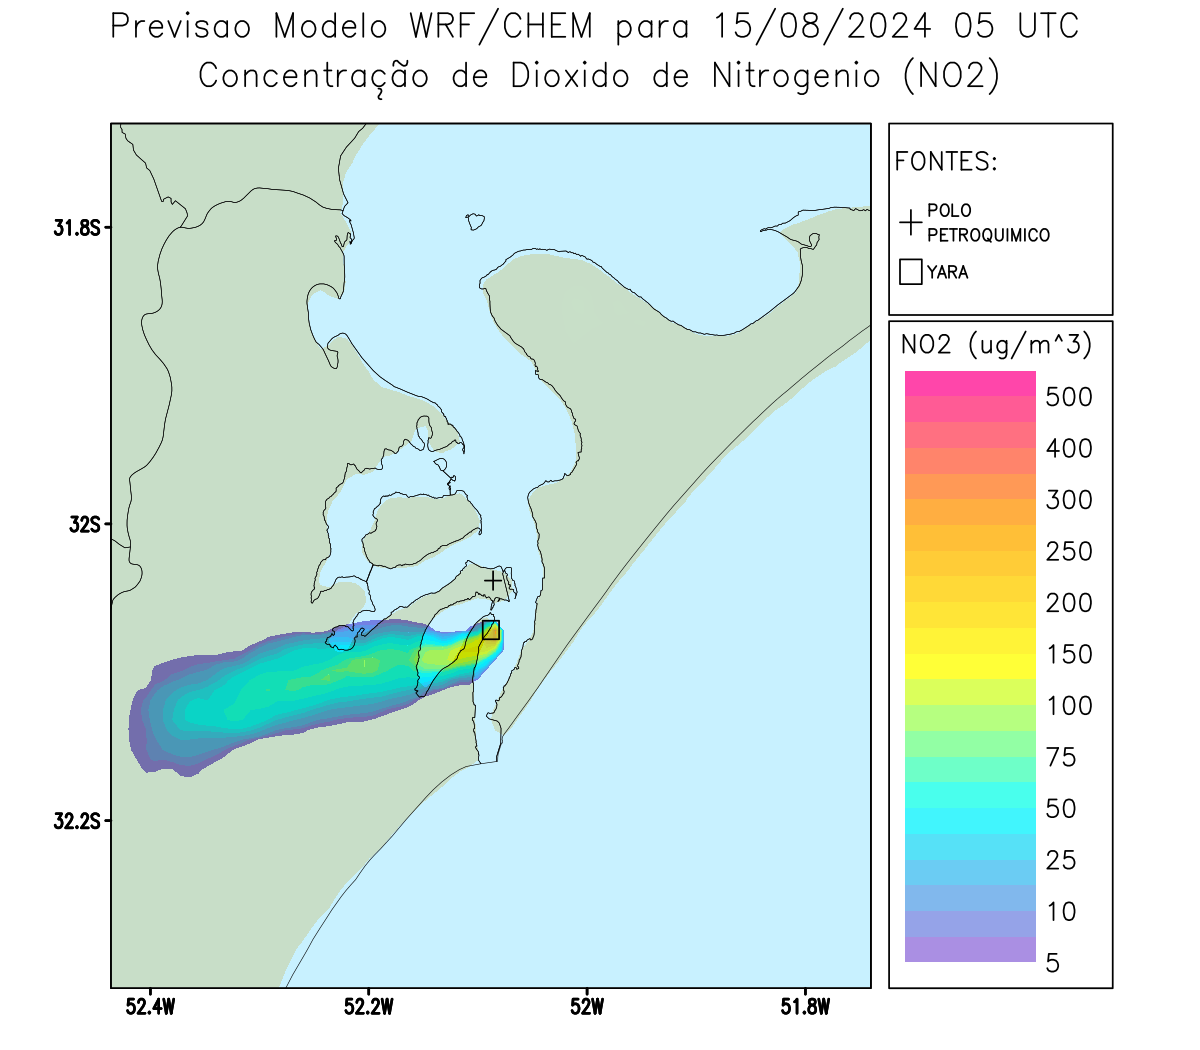 Previsao Modelo WRF/CHEM para 15/08/2024 05 UTC
Concentração de Dioxido de Nitrogenio (NO2)
FONTES:
POLO
PETROQUIMICO
YARA
NO2 (ug/m^3)
500
400
300
250
200
150
100
75
50
25
10
5
31.8S
32S
32.2S
52.4W
52.2W
52W
51.8W